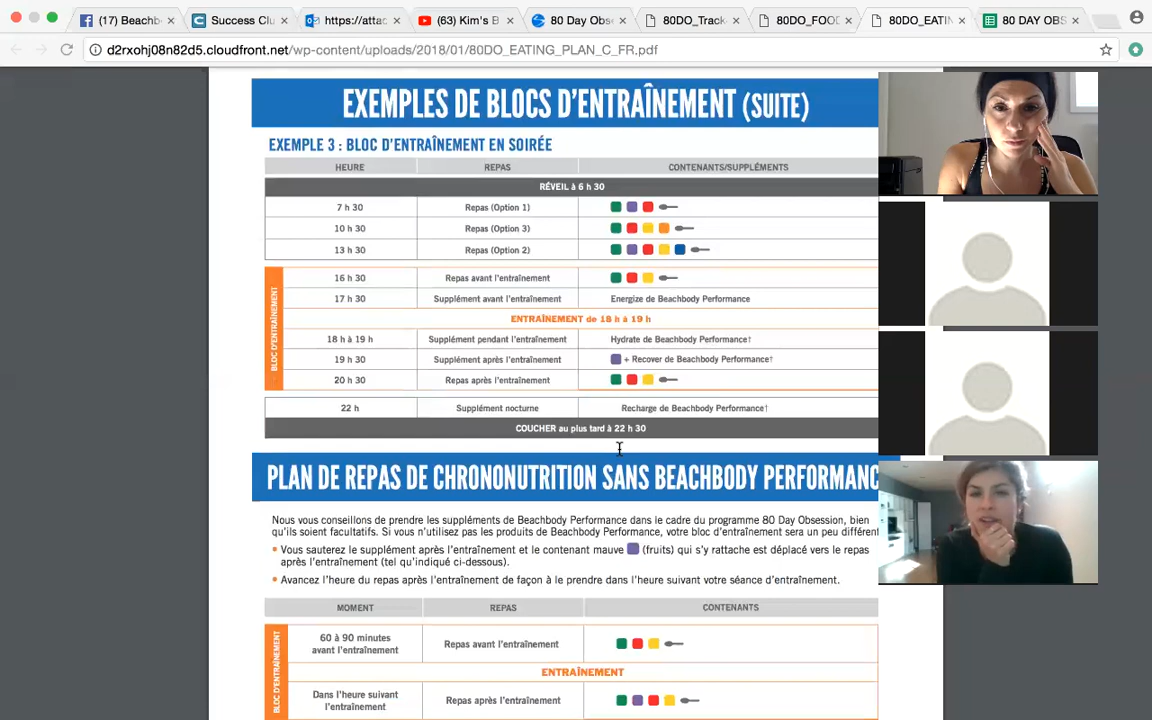 (17) Beachb
Success Clu
https://attac
(63) Kim's B
80 Day Obse
80DO_Track
80DO_FOO
80DO_EATIN
80 DAY OBS
d2rxohj08n82d5.cloudfront.net/wp-content/uploads/2018/01/80DO_EATING_PLAN_C_FR.pdf
EXEMPLES DE BLOCS D'ENTRAÎNEMENT (SUITE)
EXEMPLE 3 : BLOC D'ENTRAÎNEMENT EN SOIRÉE
HEURE REPAS CONTENANTS/SUPPLÉMENTS
RÉVEIL à 6 h 30
7 h 30 Repas (Option 1)
10 h 30 Repas (Option 3)
13 h 30 Repas (Option 2)
BLOC D'ENTRAÎNEMENT
16 h 30 Repas avant l'entraînement
17 h 30 Supplément avant l'entraînement Energize de Beachbody Performance
ENTRAÎNEMENT de 18 h à 19 h
18 h à 19 h Supplément pendant l'entraînement Hydrate de Beachbody Performance†
19 h 30 Supplément après l'entraînement + Recover de Beachbody Performance†
20 h 30 Repas après l'entraînement
22 h Supplément nocturne Recharge de Beachbody Performance†
COUCHER au plus tard à 22 h 30
PLAN DE REPAS DE CHRONONUTRITION SANS BEACHBODY PERFORMANC
Nous vous conseillons de prendre les suppléments de Beachbody Performance dans le cadre du programme 80 Day Obsession, bien
qu'ils soient facultatifs. Si vous n'utilisez pas les produits de Beachbody Performance, votre bloc d'entraînement sera un peu différent
• Vous sauterez le supplément après l'entraînement et le contenant mauve (fruits) qui s'y rattache est déplacé vers le repas
après l'entraînement (tel qu'indiqué ci-dessous).
• Avancez l'heure du repas après l'entraînement de façon à le prendre dans l'heure suivant votre séance d'entraînement.
MOMENT REPAS CONTENANTS
BLOC D'ENTRAÎNEMENT
60 à 90 minutes
avant l'entraînement
Repas avant l'entraînement
ENTRAÎNEMENT
Dans l'heure suivant
l'entraînement
Repas après l'entraînement